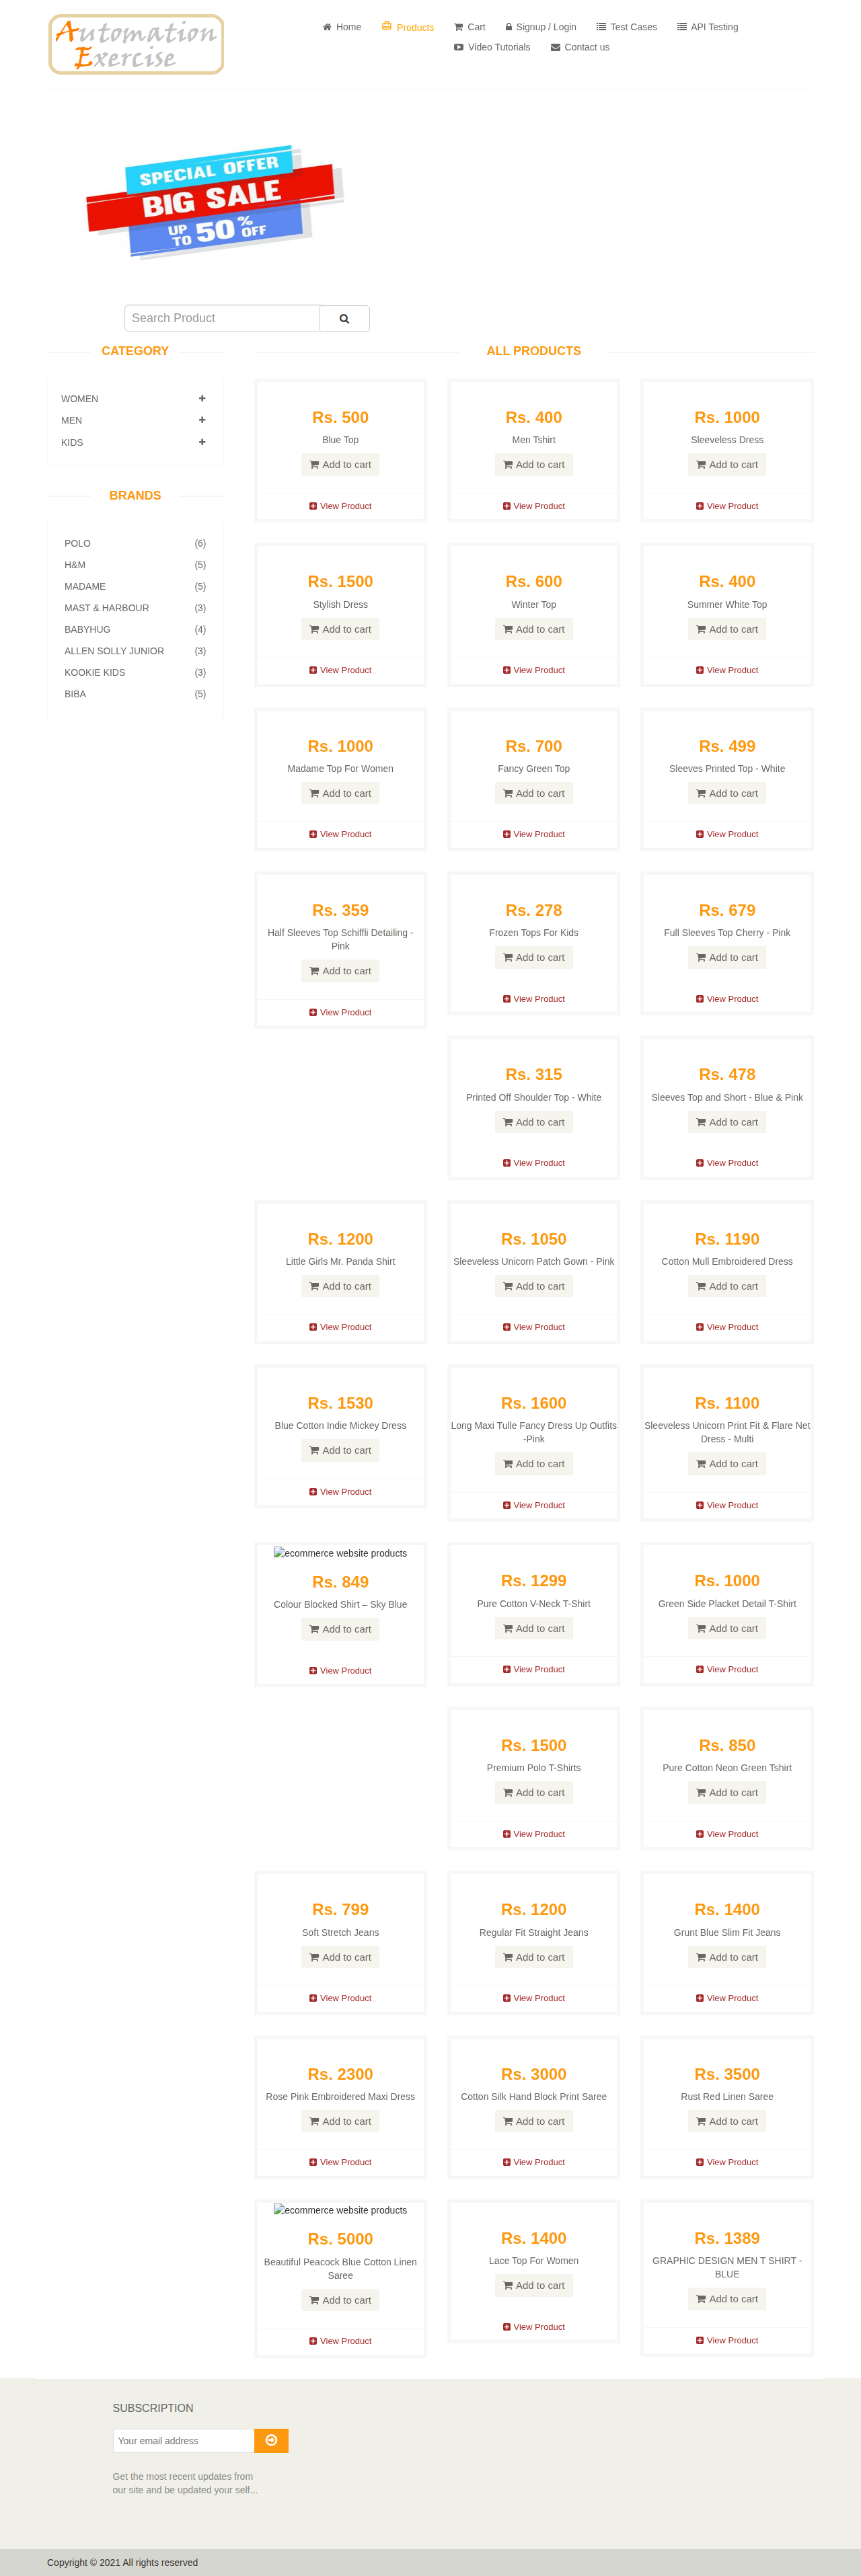 Automation
Exercise
Home
Products
Cart
Signup / Login
Test Cases
API Testing
Video Tutorials
Contact us
SPECIAL OFFER
BIG SALE
UP TO 50% OFF
Search Product
CATEGORY
WOMEN
MEN
KIDS
BRANDS
POLO (6)
H&M (5)
MADAME (5)
MAST & HARBOUR (3)
BABYHUG (4)
ALLEN SOLLY JUNIOR (3)
KOOKIE KIDS (3)
BIBA (5)
ALL PRODUCTS
Rs. 500
Blue Top
Add to cart
View Product
Rs. 400
Men Tshirt
Add to cart
View Product
Rs. 1000
Sleeveless Dress
Add to cart
View Product
Rs. 1500
Stylish Dress
Add to cart
View Product
Rs. 600
Winter Top
Add to cart
View Product
Rs. 400
Summer White Top
Add to cart
View Product
Rs. 1000
Madame Top For Women
Add to cart
View Product
Rs. 700
Fancy Green Top
Add to cart
View Product
Rs. 499
Sleeves Printed Top - White
Add to cart
View Product
Rs. 359
Half Sleeves Top Schiffli Detailing -
Pink
Add to cart
View Product
Rs. 278
Frozen Tops For Kids
Add to cart
View Product
Rs. 679
Full Sleeves Top Cherry - Pink
Add to cart
View Product
Rs. 315
Printed Off Shoulder Top - White
Add to cart
View Product
Rs. 478
Sleeves Top and Short - Blue & Pink
Add to cart
View Product
Rs. 1200
Little Girls Mr. Panda Shirt
Add to cart
View Product
Rs. 1050
Sleeveless Unicorn Patch Gown - Pink
Add to cart
View Product
Rs. 1190
Cotton Mull Embroidered Dress
Add to cart
View Product
Rs. 1530
Blue Cotton Indie Mickey Dress
Add to cart
View Product
Rs. 1600
Long Maxi Tulle Fancy Dress Up Outfits
-Pink
Add to cart
View Product
Rs. 1100
Sleeveless Unicorn Print Fit & Flare Net
Dress - Multi
Add to cart
View Product
ecommerce website products
Rs. 849
Colour Blocked Shirt – Sky Blue
Add to cart
View Product
Rs. 1299
Pure Cotton V-Neck T-Shirt
Add to cart
View Product
Rs. 1000
Green Side Placket Detail T-Shirt
Add to cart
View Product
Rs. 1500
Premium Polo T-Shirts
Add to cart
View Product
Rs. 850
Pure Cotton Neon Green Tshirt
Add to cart
View Product
Rs. 799
Soft Stretch Jeans
Add to cart
View Product
Rs. 1200
Regular Fit Straight Jeans
Add to cart
View Product
Rs. 1400
Grunt Blue Slim Fit Jeans
Add to cart
View Product
Rs. 2300
Rose Pink Embroidered Maxi Dress
Add to cart
View Product
Rs. 3000
Cotton Silk Hand Block Print Saree
Add to cart
View Product
Rs. 3500
Rust Red Linen Saree
Add to cart
View Product
ecommerce website products
Rs. 5000
Beautiful Peacock Blue Cotton Linen
Saree
Add to cart
View Product
Rs. 1400
Lace Top For Women
Add to cart
View Product
Rs. 1389
GRAPHIC DESIGN MEN T SHIRT -
BLUE
Add to cart
View Product
SUBSCRIPTION
Your email address
Get the most recent updates from
our site and be updated your self...
Copyright © 2021 All rights reserved